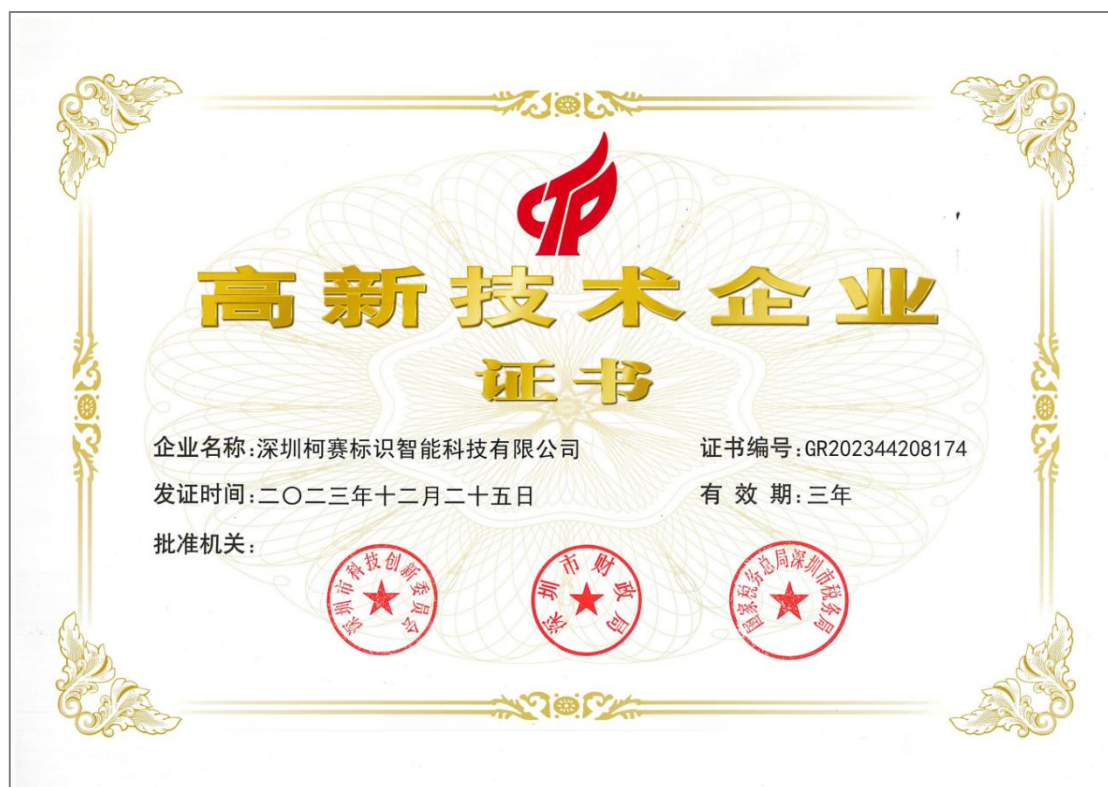 高新技术企业
证书
企业名称:深圳柯赛标识智能科技有限公司
证书编号:GR202344208174
发证时间:二〇二三年十二月二十五日
有效期:三年
批准机关:
深圳市科技创新委员会
深圳市财政局
国家税务总局深圳市税务局